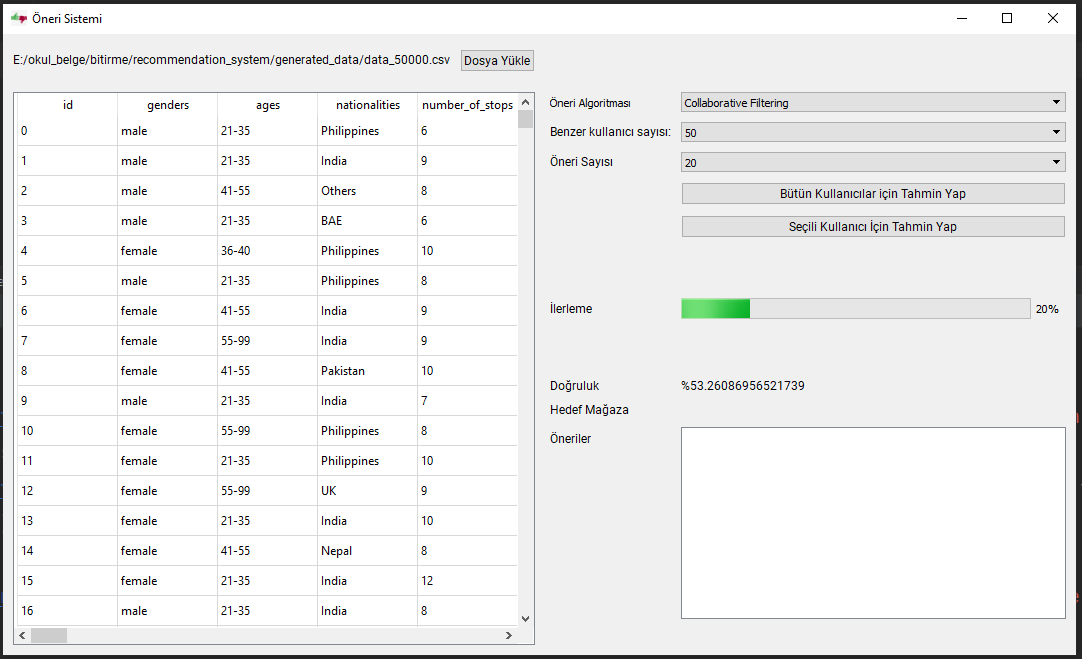 Öneri Sistemi
E:/okul_belge/bitirme/recommendation_system/generated_data/data_50000.csv Dosya Yükle
id genders ages nationalities number_of_stops
0 male 21-35 Philippines 6
1 male 21-35 India 9
2 male 41-55 Others 8
3 male 21-35 BAE 6
4 female 36-40 Philippines 10
5 male 21-35 Philippines 8
6 female 41-55 India 9
7 female 55-99 India 9
8 female 41-55 Pakistan 10
9 male 21-35 India 7
10 female 55-99 Philippines 8
11 female 21-35 Philippines 10
12 female 55-99 UK 9
13 female 21-35 India 10
14 female 41-55 Nepal 8
15 female 21-35 India 12
16 male 21-35 India 8
Öneri Algoritması Collaborative Filtering
Benzer kullanıcı sayısı: 50
Öneri Sayısı 20
Bütün Kullanıcılar için Tahmin Yap
Seçili Kullanıcı İçin Tahmin Yap
İlerleme 20%
Doğruluk %53.26086956521739
Hedef Mağaza
Öneriler